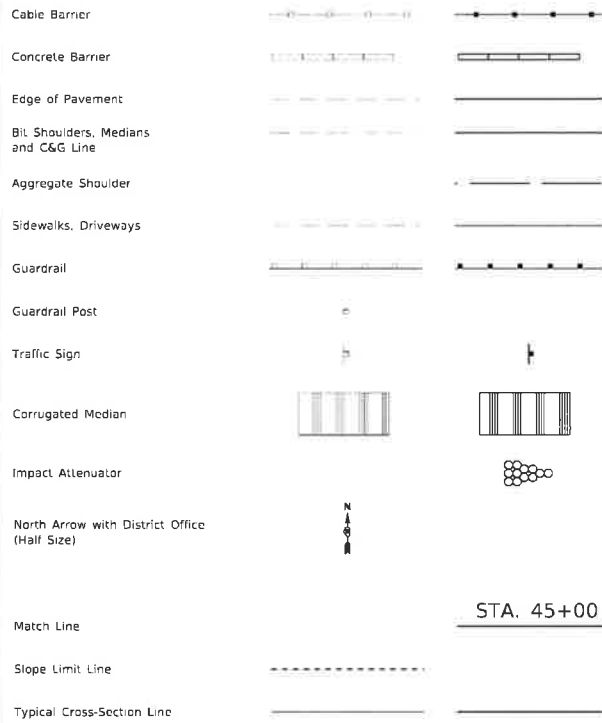 Cable Barrier
Concrete Barrier
Edge of Pavement
Bit Shoulders, Medians
and C&G Line
Aggregate Shoulder
Sidewalks, Driveways
Guardrail
Guardrail Post
Traffic Sign
Corrugated Median
Impact Attenuator
North Arrow with District Office
(Half Size)
N
STA. 45+00
Match Line
Slope Limit Line
Typical Cross-Section Line